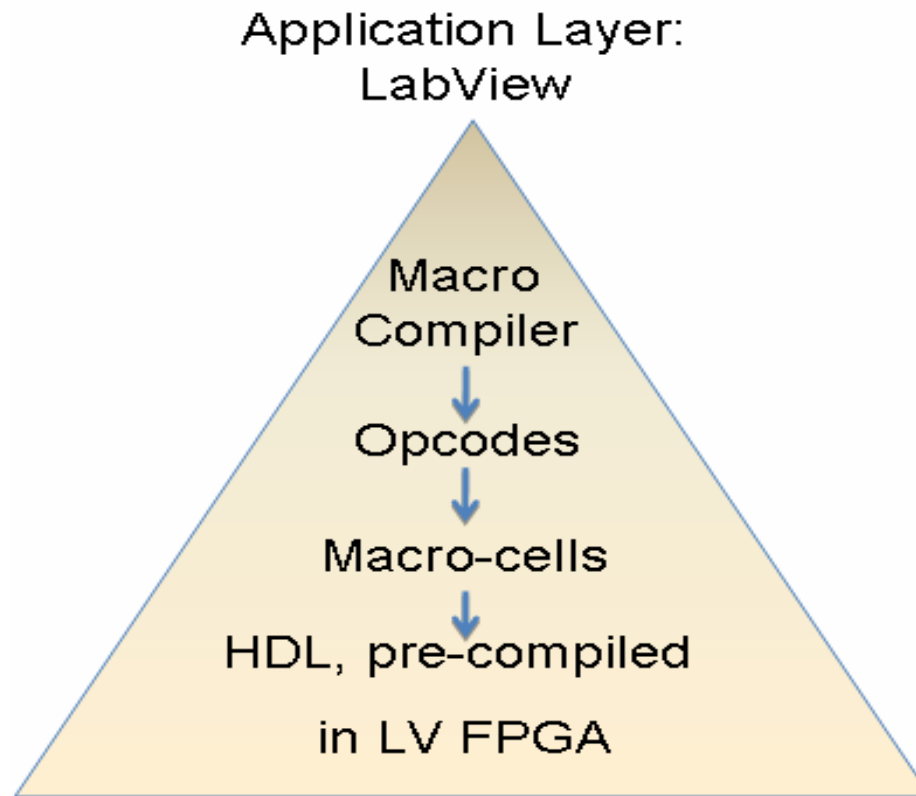 Application Layer:
LabView
Macro
Compiler
Opcodes
Macro-cells
HDL, pre-compiled
in LV FPGA